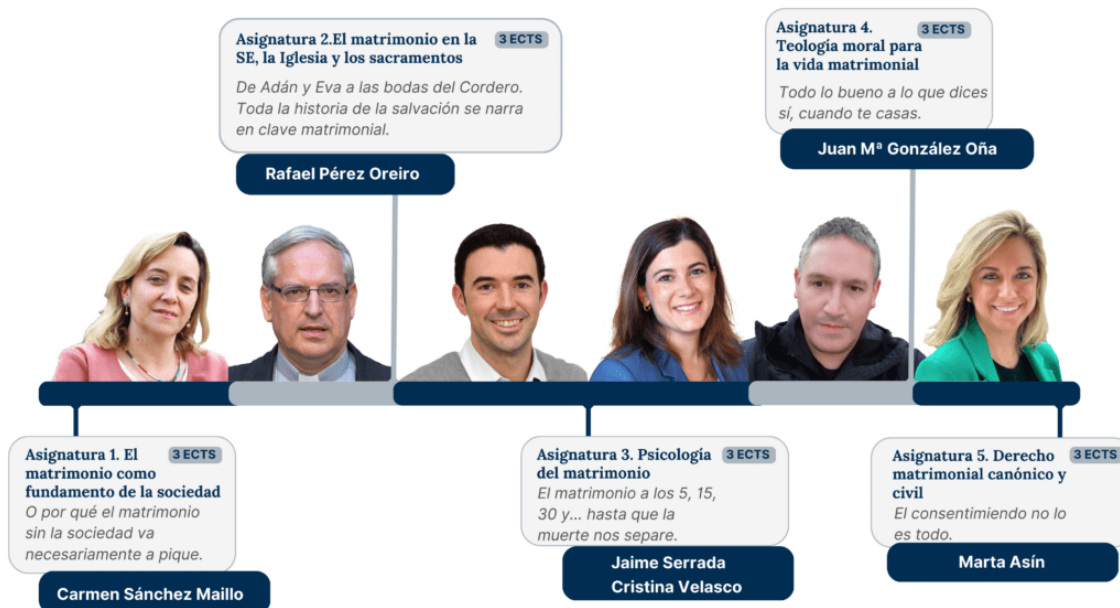 Asignatura 2.El matrimonio en la
SE, la Iglesia y los sacramentos
3 ECTS
De Adán y Eva a las bodas del Cordero.
Toda la historia de la salvación se narra
en clave matrimonial.
Rafael Pérez Oreiro
Asignatura 4.
Teología moral para
la vida matrimonial
3 ECTS
Todo lo bueno a lo que dices
sí, cuando te casas.
Juan Mª González Oña
Asignatura 1. El
matrimonio como
fundamento de la sociedad
3 ECTS
O por qué el matrimonio
sin la sociedad va
necesariamente a pique.
Carmen Sánchez Maillo
Asignatura 3. Psicología
del matrimonio
3 ECTS
El matrimonio a los 5, 15,
30 y... hasta que la
muerte nos separe.
Jaime Serrada
Cristina Velasco
Asignatura 5. Derecho
matrimonial canónico y
civil
3 ECTS
El consentimiendo no lo
es todo.
Marta Asín